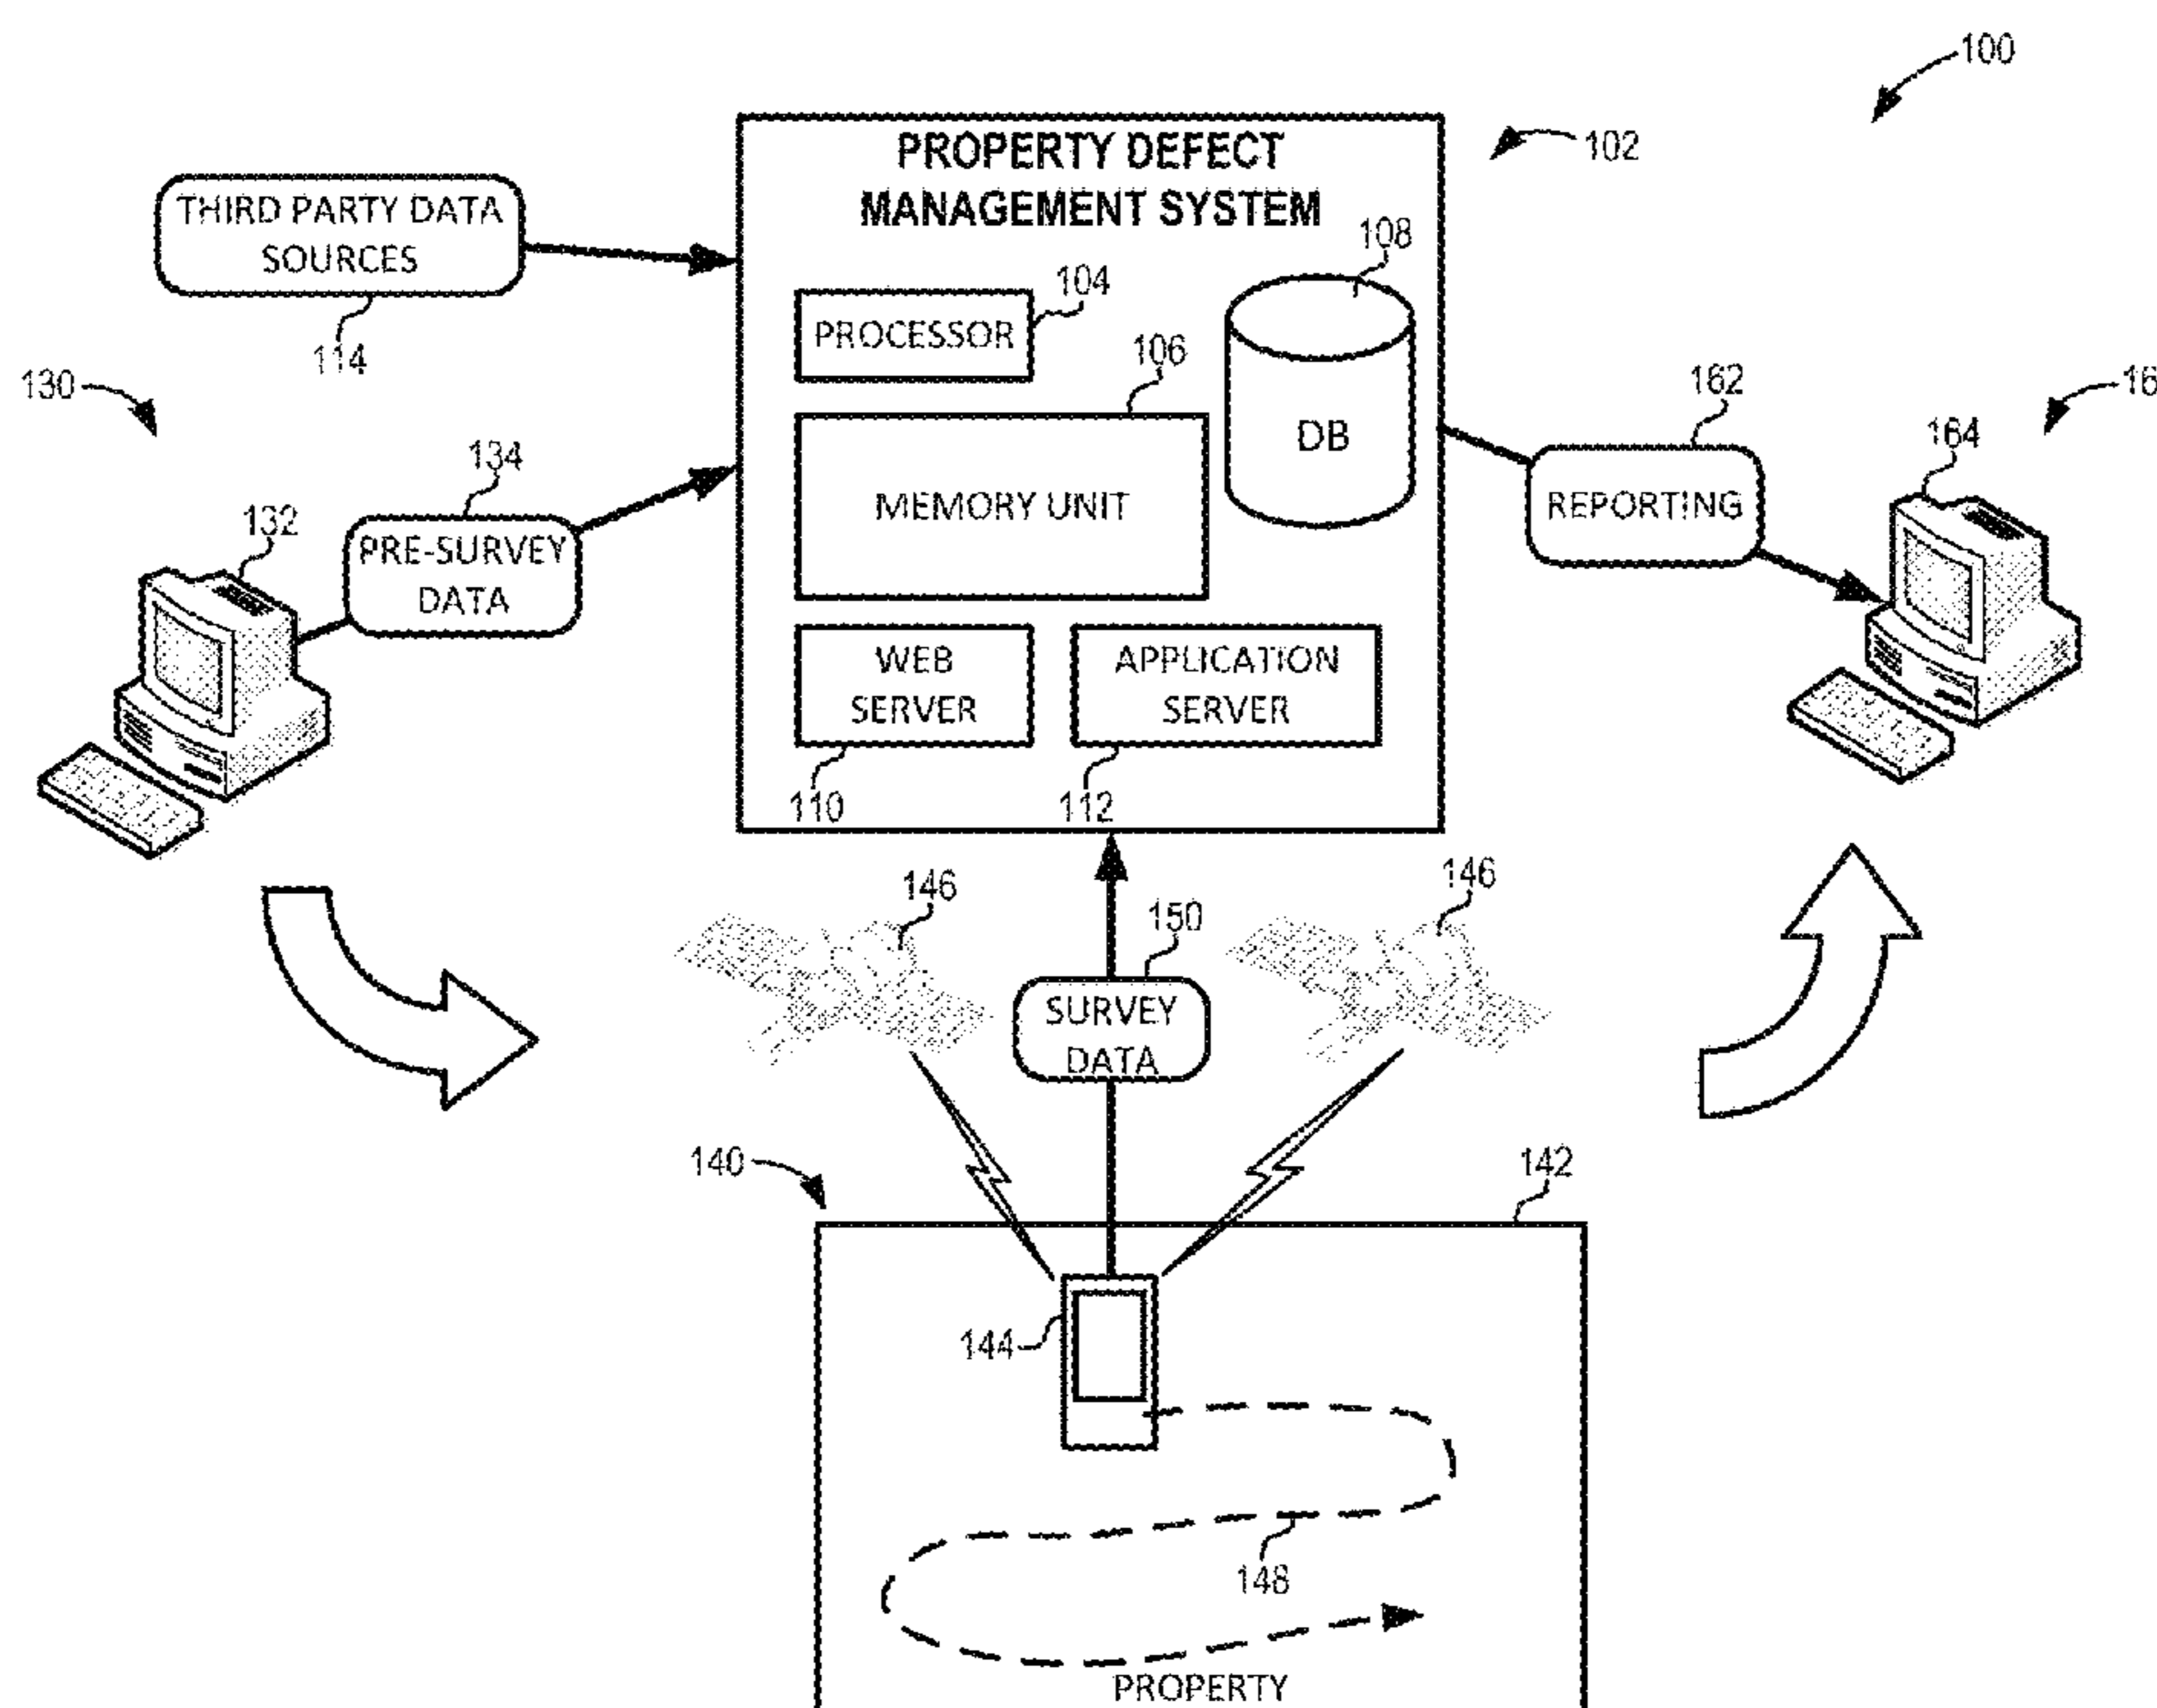 100
PROPERTY DEFECT
MANAGEMENT SYSTEM
102
THIRD PARTY DATA
SOURCES
114
108
DB
104
PROCESSOR
106
MEMORY UNIT
130
134
PRE-SURVEY
DATA
132
162
REPORTING
164
WEB
SERVER
APPLICATION
SERVER
110
112
146
150
146
SURVEY
DATA
140
142
144
148
PROPERTY